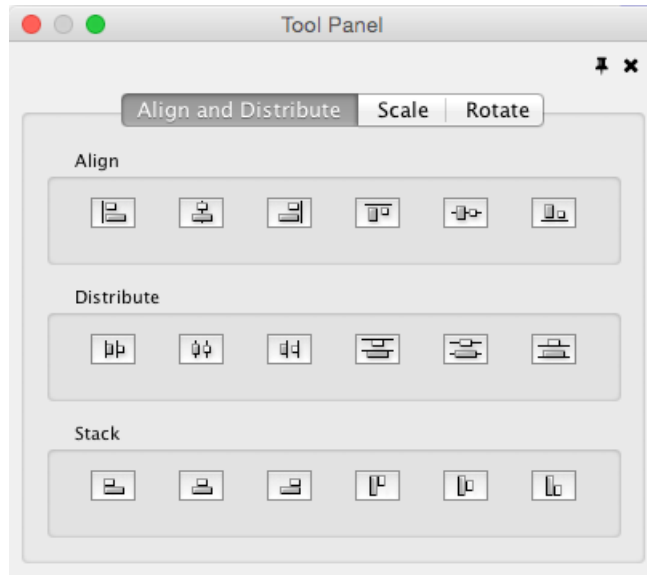 Tool Panel
Align and Distribute Scale Rotate
Align
Distribute
Stack